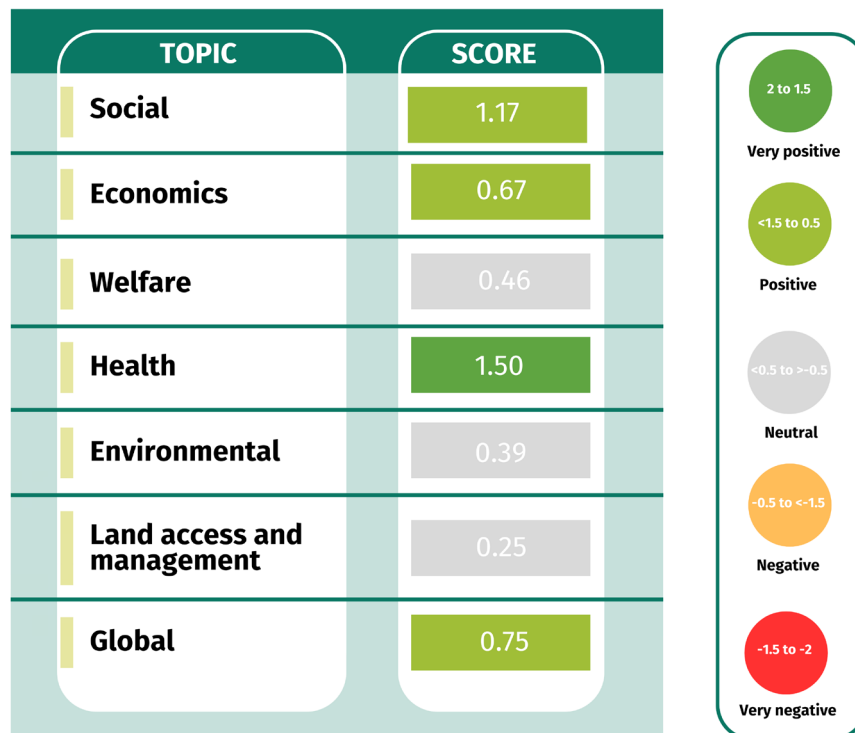 TOPIC SCORE
Social 1.17
Economics 0.67
Welfare 0.46
Health 1.50
Environmental 0.39
Land access and
management 0.25
Global 0.75
2 to 1.5
Very positive
<1.5 to 0.5
Positive
<0.5 to >-0.5
Neutral
-0.5 to <-1.5
Negative
-1.5 to -2
Very negative